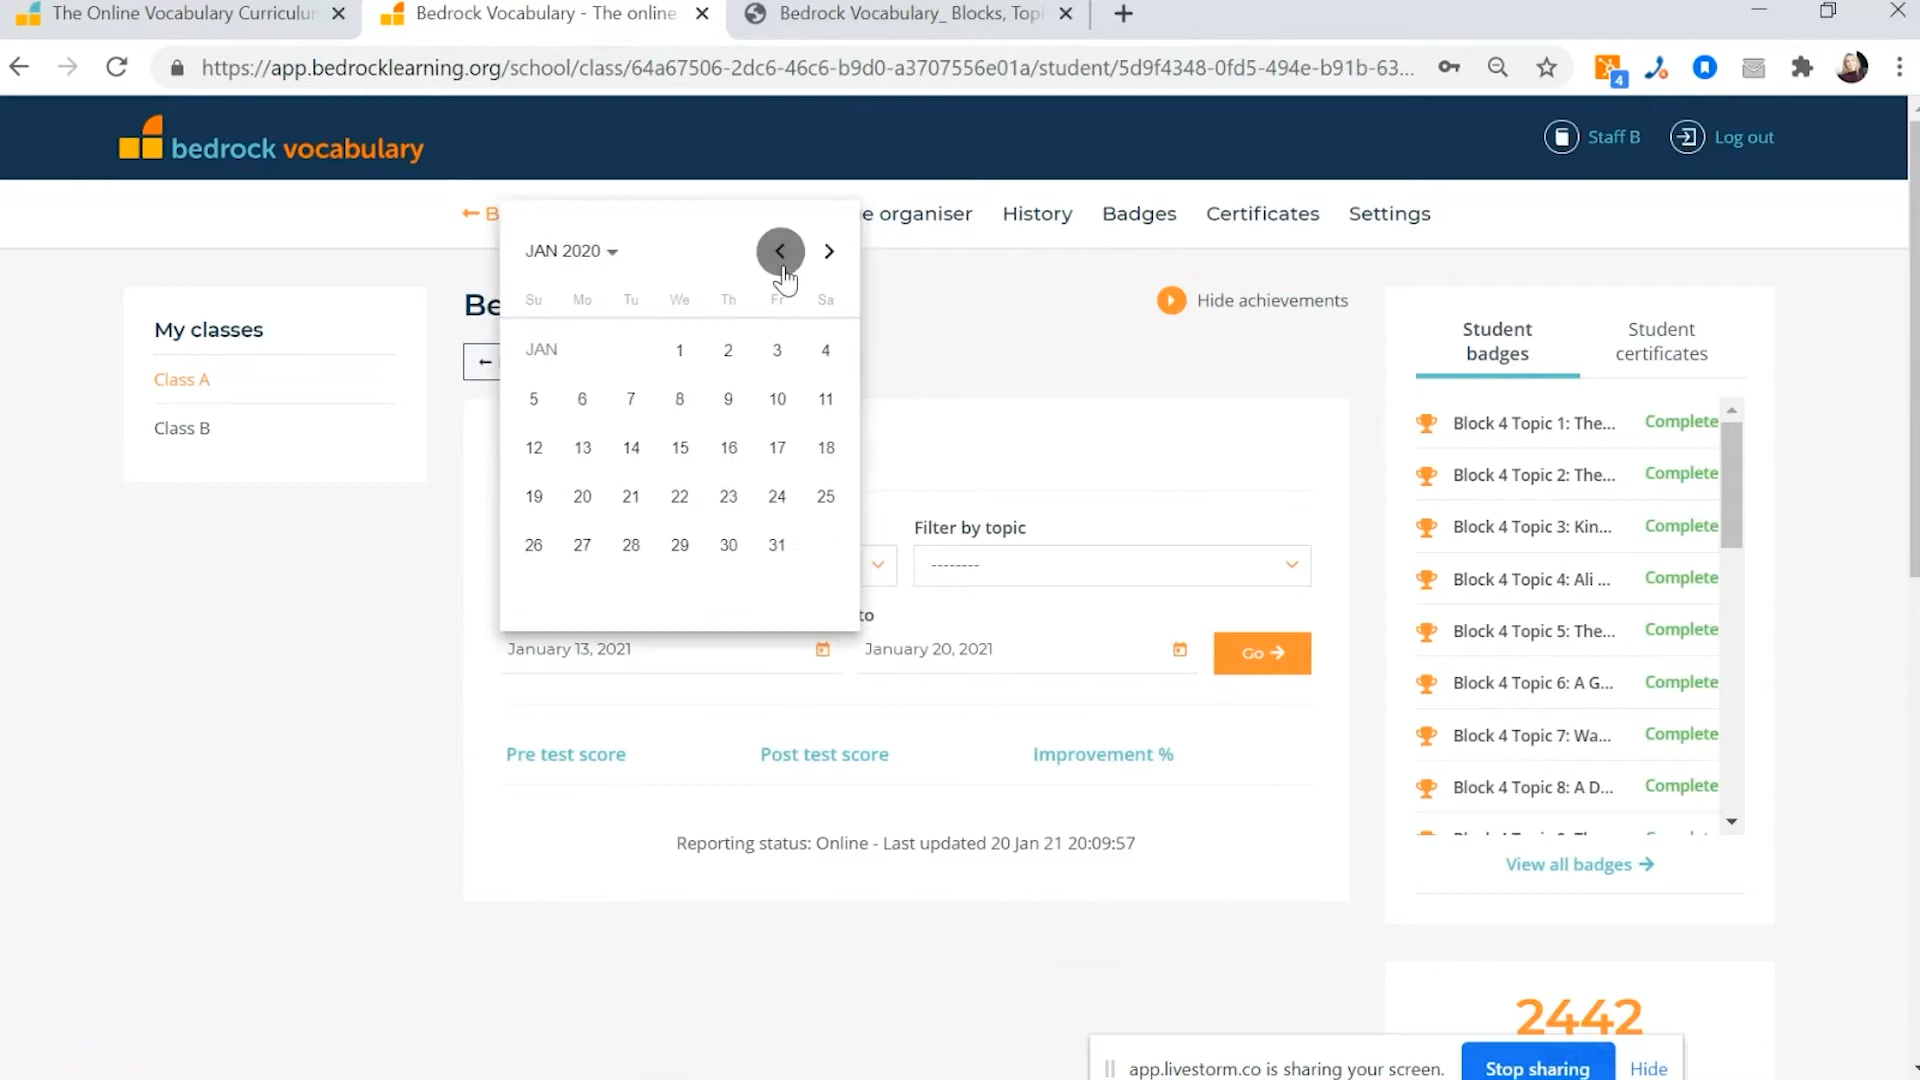 The Online Vocabulary Curriculum
Bedrock Vocabulary - The online
Bedrock Vocabulary_ Blocks, Topi
https://app.bedrocklearning.org/school/class/64a67506-2dc6-46c6-b9d0-a3707556e01a/student/5d9f4348-0fd5-494e-b91b-63...
4
bedrock vocabulary
Staff B
Log out
B
e organiser
History
Badges
Certificates
Settings
My classes
Class A
Class B
Be
Hide achievements
JAN 2020
Su Mo Tu We Th Fr Sa
JAN 1 2 3 4
5 6 7 8 9 10 11
12 13 14 15 16 17 18
19 20 21 22 23 24 25
26 27 28 29 30 31
Filter by topic
--------
to
January 13, 2021
January 20, 2021
Go
Pre test score
Post test score
Improvement %
Reporting status: Online - Last updated 20 Jan 21 20:09:57
Student badges
Student certificates
Block 4 Topic 1: The... Complete
Block 4 Topic 2: The... Complete
Block 4 Topic 3: Kin... Complete
Block 4 Topic 4: Ali ... Complete
Block 4 Topic 5: The... Complete
Block 4 Topic 6: A G... Complete
Block 4 Topic 7: Wa... Complete
Block 4 Topic 8: A D... Complete
View all badges
2442
app.livestorm.co is sharing your screen.
Stop sharing
Hide